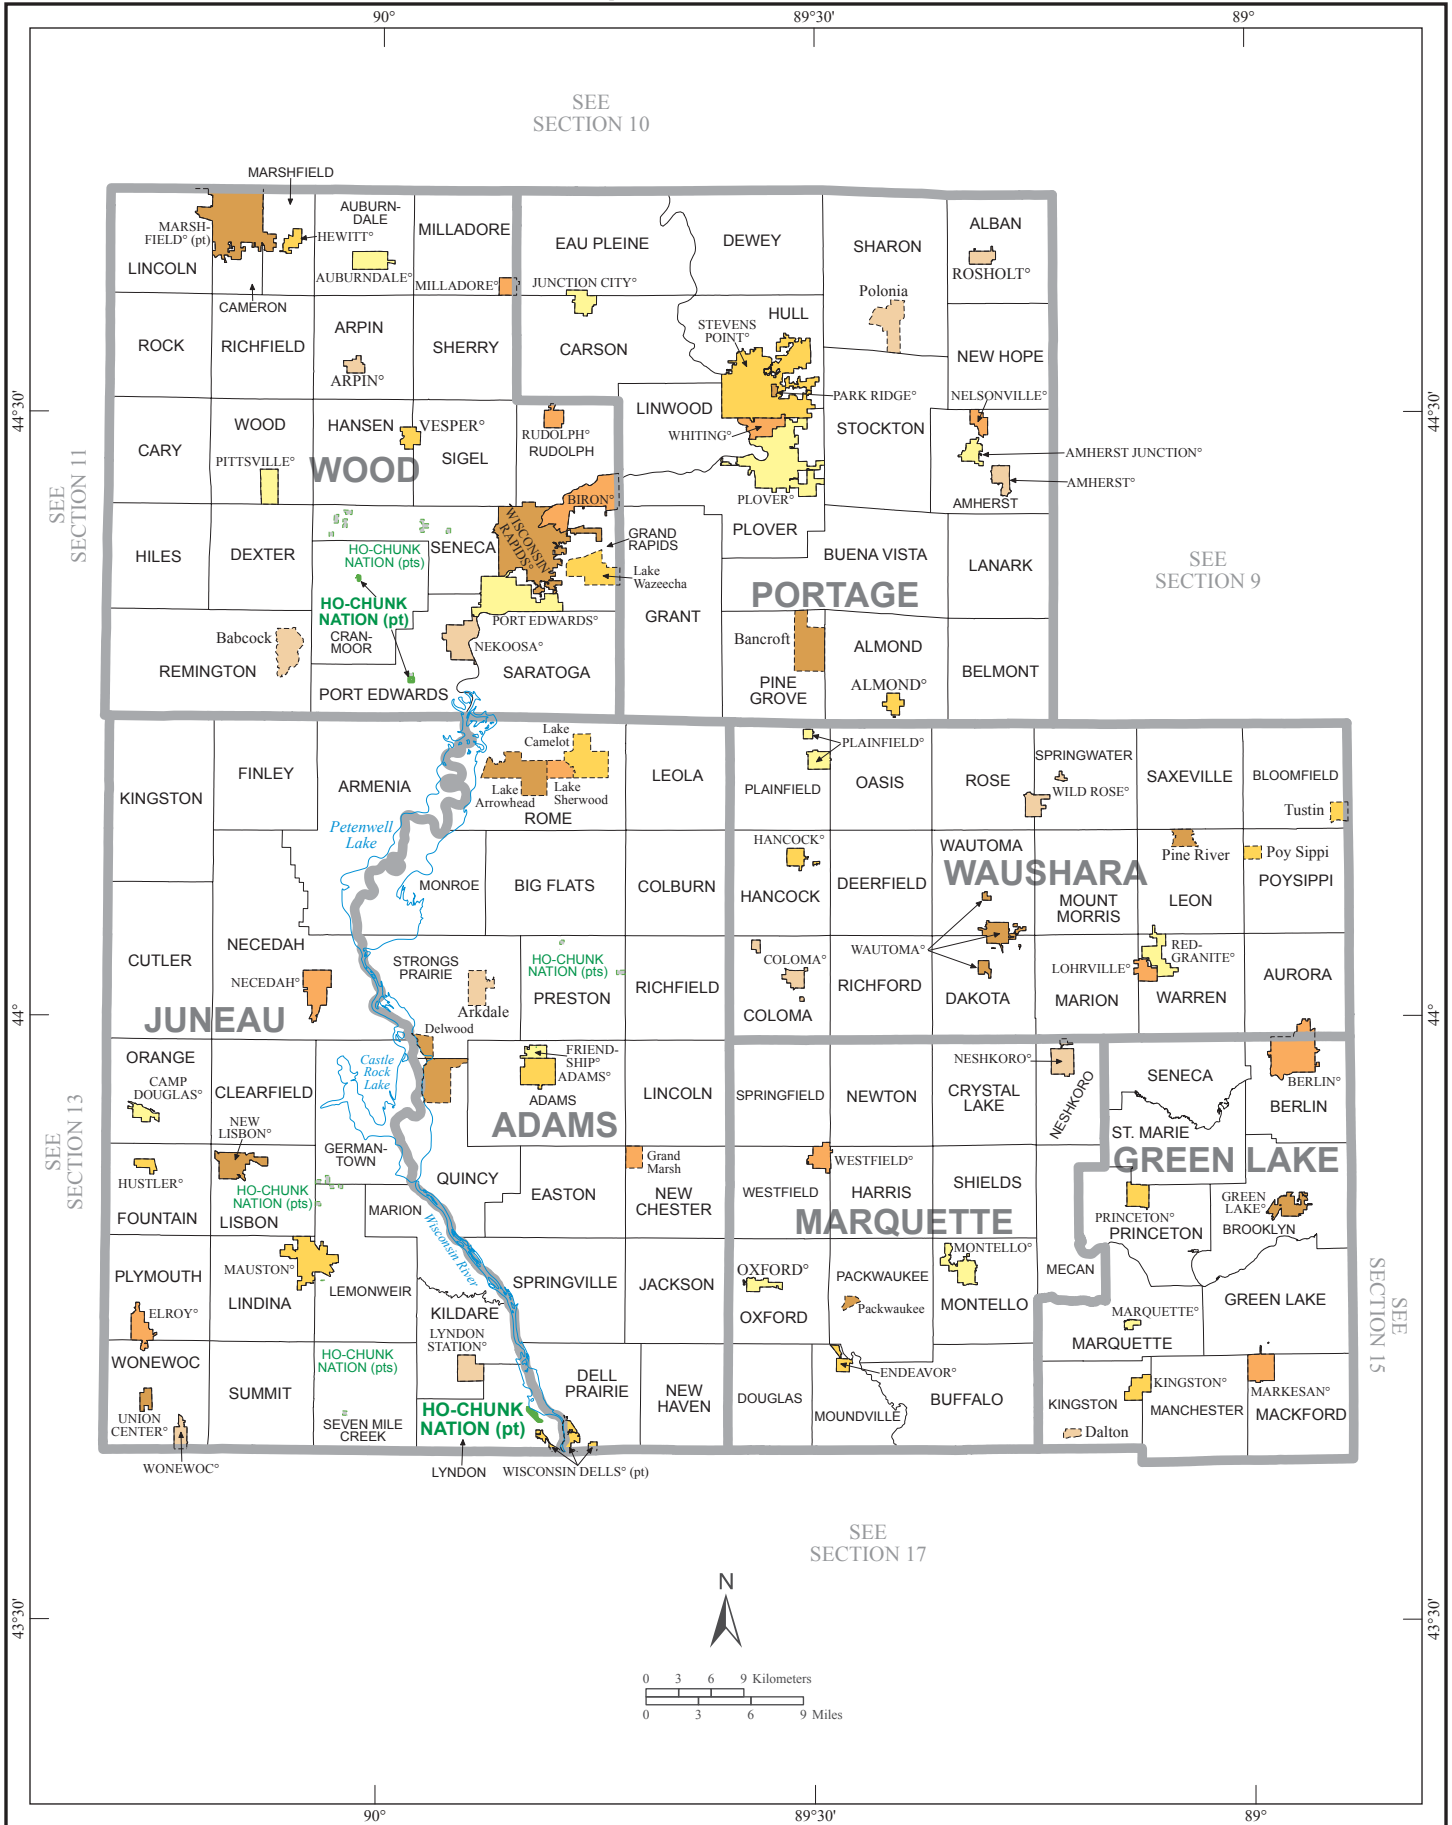 90°
89°30'
89°
SEE
SECTION 10
MARSHFIELD
MARSH-
FIELD° (pt)
HEWITT°
AUBURN-
DALE
MILLADORE
LINCOLN
AUBURNDALE°
MILLADORE°
CAMERON
EAU PLEINE
DEWEY
SHARON
ALBAN
ROSHOLT°
JUNCTION CITY°
Polonia
HULL
STEVENS
POINT°
ROCK
RICHFIELD
ARPIN
ARPIN°
SHERRY
CARSON
NEW HOPE
PARK RIDGE°
NELSONVILLE°
LINWOOD
WHITING°
STOCKTON
44°30'
44°30'
CARY
WOOD
PITTSVILLE°
HANSEN
VESPER°
SIGEL
RUDOLPH°
RUDOLPH
WOOD
AMHERST JUNCTION°
AMHERST°
AMHERST
SEE
SECTION 11
BIRON°
PLOVER°
PLOVER
WISCONSIN
RAPIDS°
GRAND
RAPIDS
Lake
Wazeecha
HILES
DEXTER
HO-CHUNK
NATION (pts)
SENECA
BUENA VISTA
LANARK
SEE
SECTION 9
PORTAGE
HO-CHUNK
NATION (pt)
CRAN-
MOOR
PORT EDWARDS°
NEKOOSA°
GRANT
Babcock
REMINGTON
PORT EDWARDS
SARATOGA
Bancroft
PINE
GROVE
ALMOND
ALMOND°
BELMONT
KINGSTON
FINLEY
ARMENIA
Petenwell
Lake
Lake
Camelot
Lake
Arrowhead
Lake
Sherwood
ROME
LEOLA
PLAINFIELD°
PLAINFIELD
OASIS
ROSE
SPRINGWATER
WILD ROSE°
SAXEVILLE
BLOOMFIELD
Tustin
HANCOCK°
HANCOCK
DEERFIELD
WAUTOMA
WAUSHARA
MOUNT
MORRIS
Pine River
LEON
Poy Sippi
POYSIPPI
MONROE
BIG FLATS
COLBURN
CUTLER
NECEDAH
NECEDAH°
STRONGS
PRAIRIE
Arkdale
HO-CHUNK
NATION (pts)
PRESTON
RICHFIELD
COLOMA°
COLOMA
WAUTOMA°
RICHFORD
DAKOTA
LOHRVILLE°
MARION
RED-
GRANITE°
WARREN
AURORA
44°
44°
JUNEAU
Delwood
ORANGE
CAMP
DOUGLAS°
CLEARFIELD
Castle
Rock
Lake
FRIEND-
SHIP°
ADAMS°
ADAMS
ADAMS
LINCOLN
SPRINGFIELD
NEWTON
NESHKORO°
CRYSTAL
LAKE
NESHKORO
SENECA
BERLIN°
BERLIN
ST. MARIE
GREEN LAKE
SEE
SECTION 13
NEW
LISBON°
HUSTLER°
FOUNTAIN
HO-CHUNK
NATION (pts)
LISBON
GERMAN-
TOWN
MARION
QUINCY
EASTON
Grand
Marsh
NEW
CHESTER
WESTFIELD°
WESTFIELD
HARRIS
SHIELDS
MARQUETTE
PRINCETON°
PRINCETON
GREEN
LAKE°
BROOKLYN
Wisconsin River
PLYMOUTH
MAUSTON°
LINDINA
LEMONWEIR
KILDARE
SPRINGVILLE
JACKSON
OXFORD°
OXFORD
PACKWAUKEE
Packwaukee
MONTELLO°
MONTELLO
MECAN
MARQUETTE°
MARQUETTE
GREEN LAKE
SEE
SECTION 15
ELROY°
WONEWOC
UNION
CENTER°
WONEWOC°
SUMMIT
HO-CHUNK
NATION (pts)
SEVEN MILE
CREEK
LYNDON
STATION°
HO-CHUNK
NATION (pt)
LYNDON
DELL
PRAIRIE
NEW
HAVEN
WISCONSIN DELLS° (pt)
DOUGLAS
ENDEAVOR°
MOUNDVILLE
BUFFALO
KINGSTON
KINGSTON°
Dalton
MANCHESTER
MARKESAN°
MACKFORD
SEE
SECTION 17
N
43°30'
43°30'
0 3 6 9 Kilometers
0 3 6 9 Miles
90°
89°30'
89°